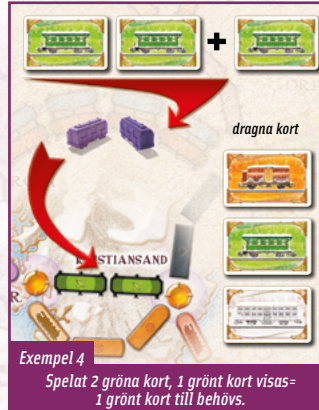 +
dragna kort
KRISTIANSAND
Exempel 4
Spelat 2 gröna kort, 1 grönt kort visas=
1 grönt kort till behövs.